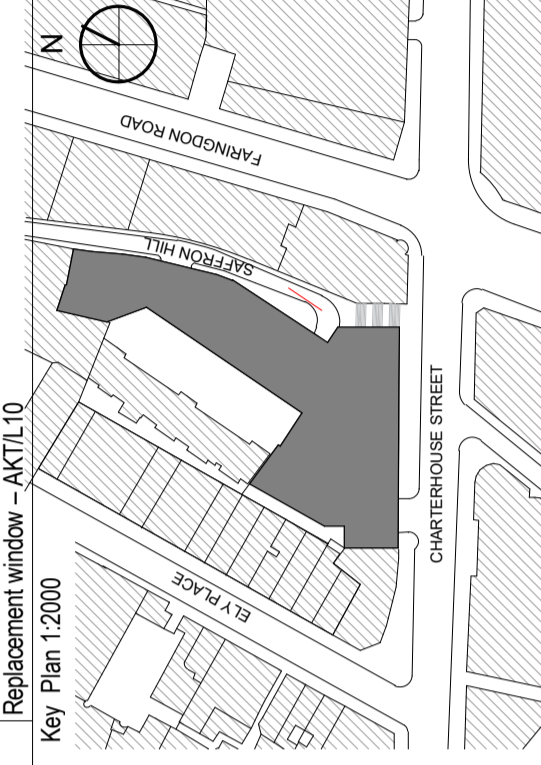 Replacement window – AKT/L10
Key Plan 1:2000
N
FARINGDON ROAD
SAFFRON HILL
ELY PLACE
CHARTERHOUSE STREET